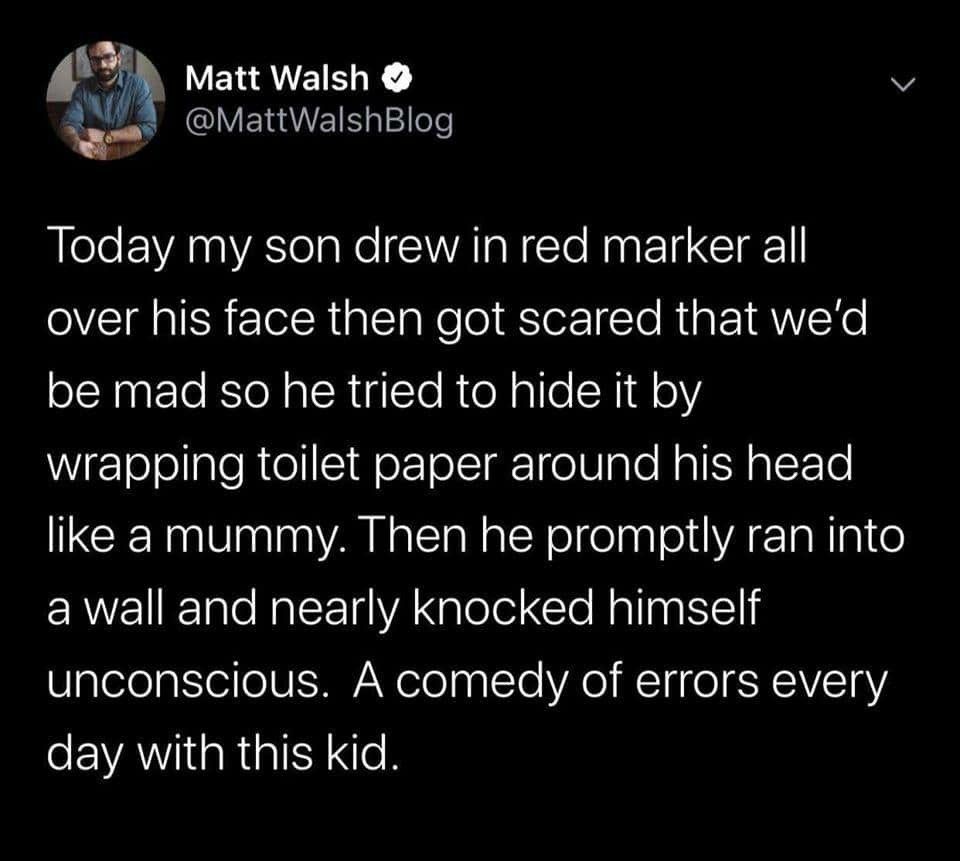 Matt Walsh
@MattWalshBlog
Today my son drew in red marker all
over his face then got scared that we’d
be mad so he tried to hide it by
wrapping toilet paper around his head
like a mummy. Then he promptly ran into
a wall and nearly knocked himself
unconscious.  A comedy of errors every
day with this kid.